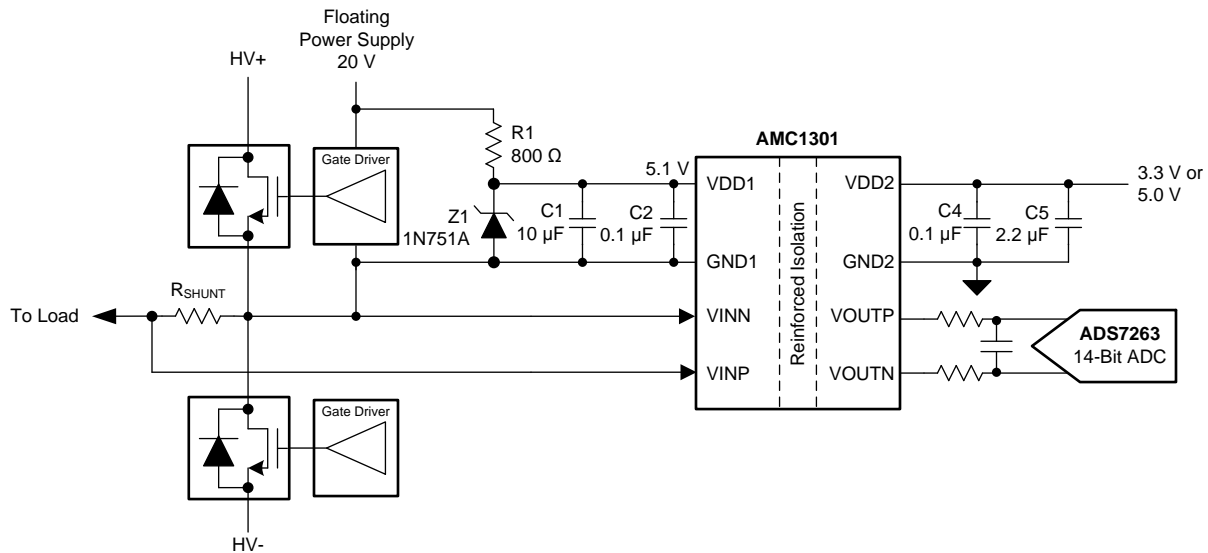 Floating
Power Supply
20 V
HV+
Gate Driver
R1
800 Ω
AMC1301
5.1 V
VDD1
VDD2
3.3 V or
5.0 V
Z1
1N751A
C1
10 µF
C2
0.1 µF
C4
0.1 µF
C5
2.2 µF
GND1
GND2
Reinforced Isolation
RSHUNT
To Load
VINN
VOUTP
ADS7263
14-Bit ADC
VINP
VOUTN
Gate Driver
HV-